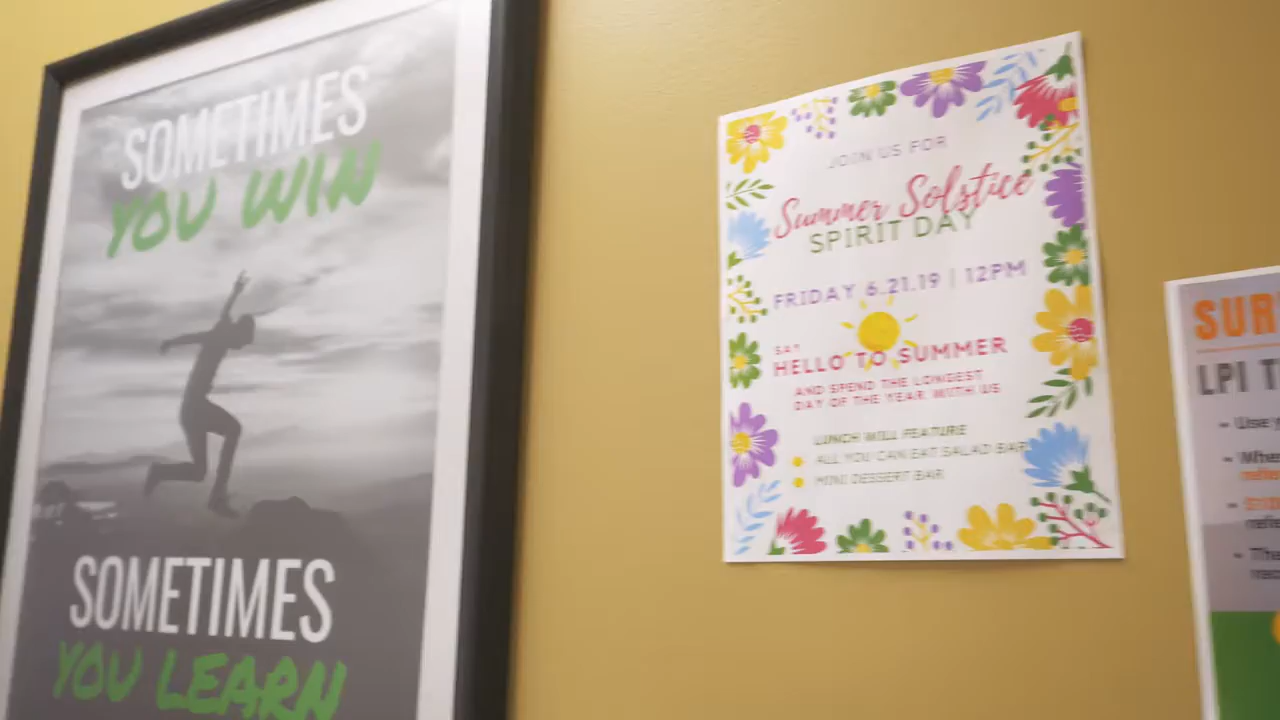 SOMETIMES
YOU WIN
SOMETIMES
YOU LEARN
JOIN US FOR
Summer Solstice
SPIRIT DAY
FRIDAY 6.21.19 | 12PM
SAY
HELLO TO SUMMER
AND SPEND THE LONGEST
DAY OF THE YEAR WITH US
LUNCH WILL FEATURE
ALL YOU CAN EAT SALAD BAR
MINI DESSERT BAR
SUR
LPI T
- Use y